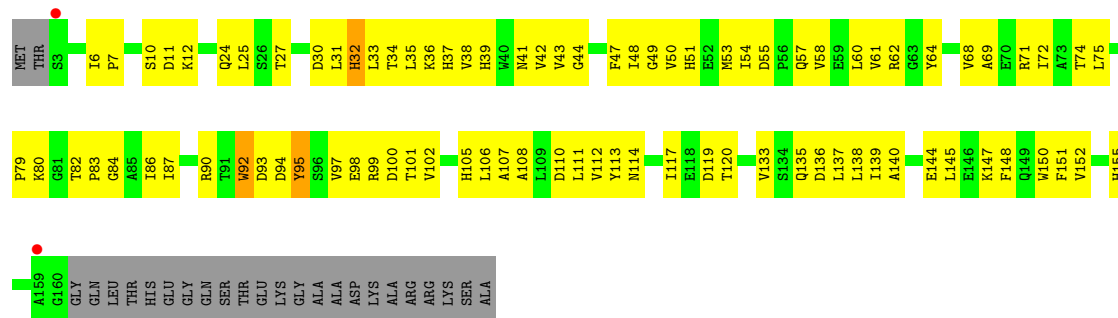 MET THR S3 I6 P7 S10 D11 K12 Q24 L25 S26 T27 D30 L31 H32 L33 T34 L35 K36 H37 V38 H39 W40 N41 V42 V43 G44 F47 I48 G49 V50 H51 E52 M53 I54 D55 P56 Q57 V58 E59 L60 V61 R62 G63 Y64 V68 A69 E70 R71 I72 A73 T74 L75
P79 K80 G81 T82 P83 G84 A85 I86 I87 R90 T91 W92 D93 D94 Y95 S96 V97 E98 R99 D100 T101 V102 H105 L106 A107 A108 L109 D110 L111 V112 Y113 N114 I117 E118 D119 T120 V133 S134 Q135 D136 L137 L138 I139 A140 E144 L145 E146 K147 F148 Q149 W150 F151 V152 H155
A159 G160 GLY GLN LEU THR HIS GLU GLY GLN SER THR GLU LYS GLY ALA ALA ASP LYS ALA ARG ARG LYS SER ALA